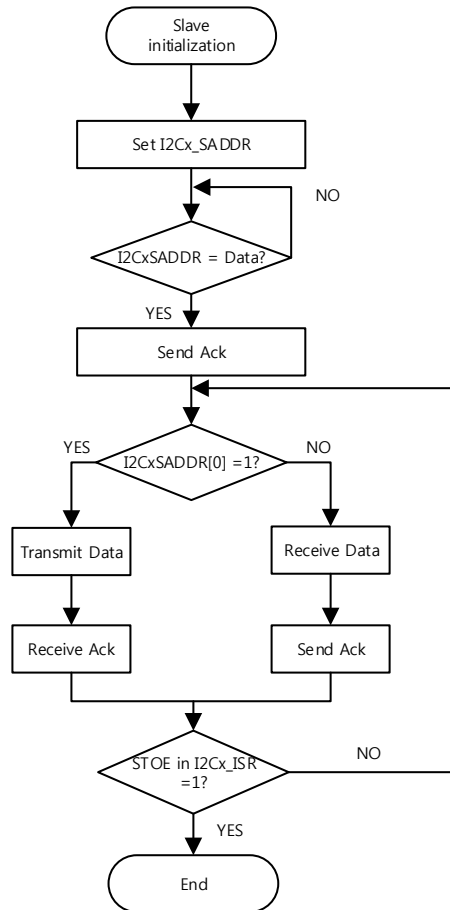 Slave
initialization
Set I2Cx_SADDR
NO
I2CxSADDR = Data?
YES
Send Ack
YES
NO
I2CxSADDR[0] =1?
Transmit Data
Receive Data
Receive Ack
Send Ack
STOE in I2Cx_ISR
=1?
NO
YES
End